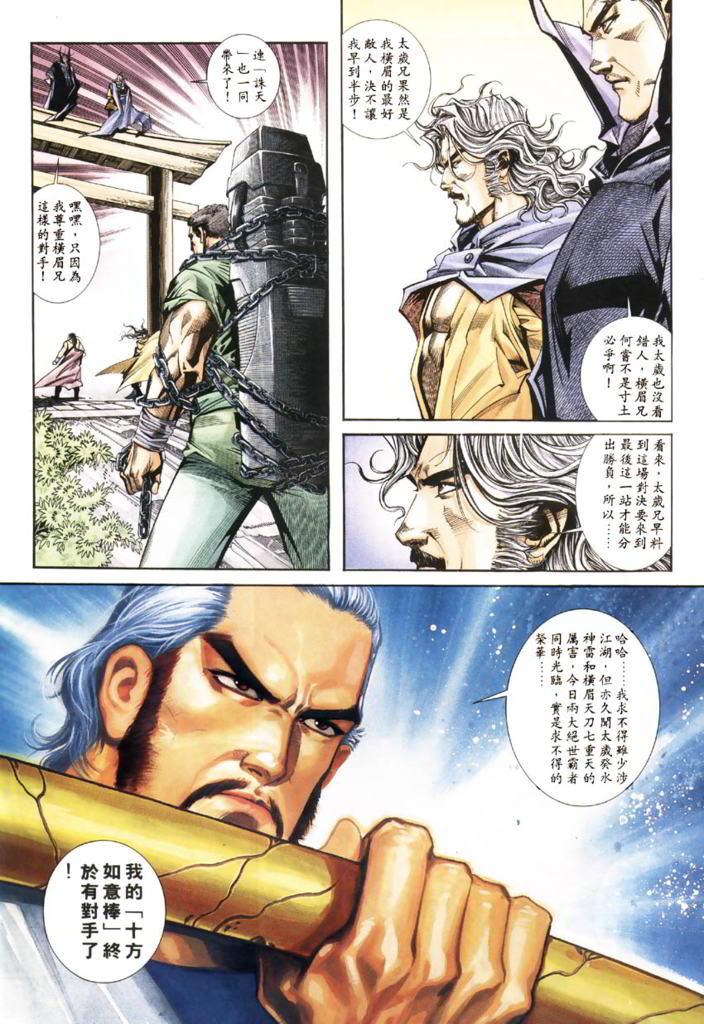 太歲兄果然是
我橫眉的最好
敵人，決不讓
我早到半步！
我太歲也沒看
錯人，橫眉兄
何嘗不是寸土
必爭啊！
連「誅天
」也一同
帶來了！
嘿嘿，只因為
我尊重橫眉兄
這樣的對手！
看來，太歲兄早料
到這場對決要來到
最後這一站才能分
出勝負，所以……
哈哈……我求不得雖少涉
江湖，但亦久聞太歲癸水
神雷和橫眉天刀七重天的
厲害，今日兩大絕世霸者
同時光臨，實是求不得的
榮華……
我的「十方
如意棒」終
於有對手了
！